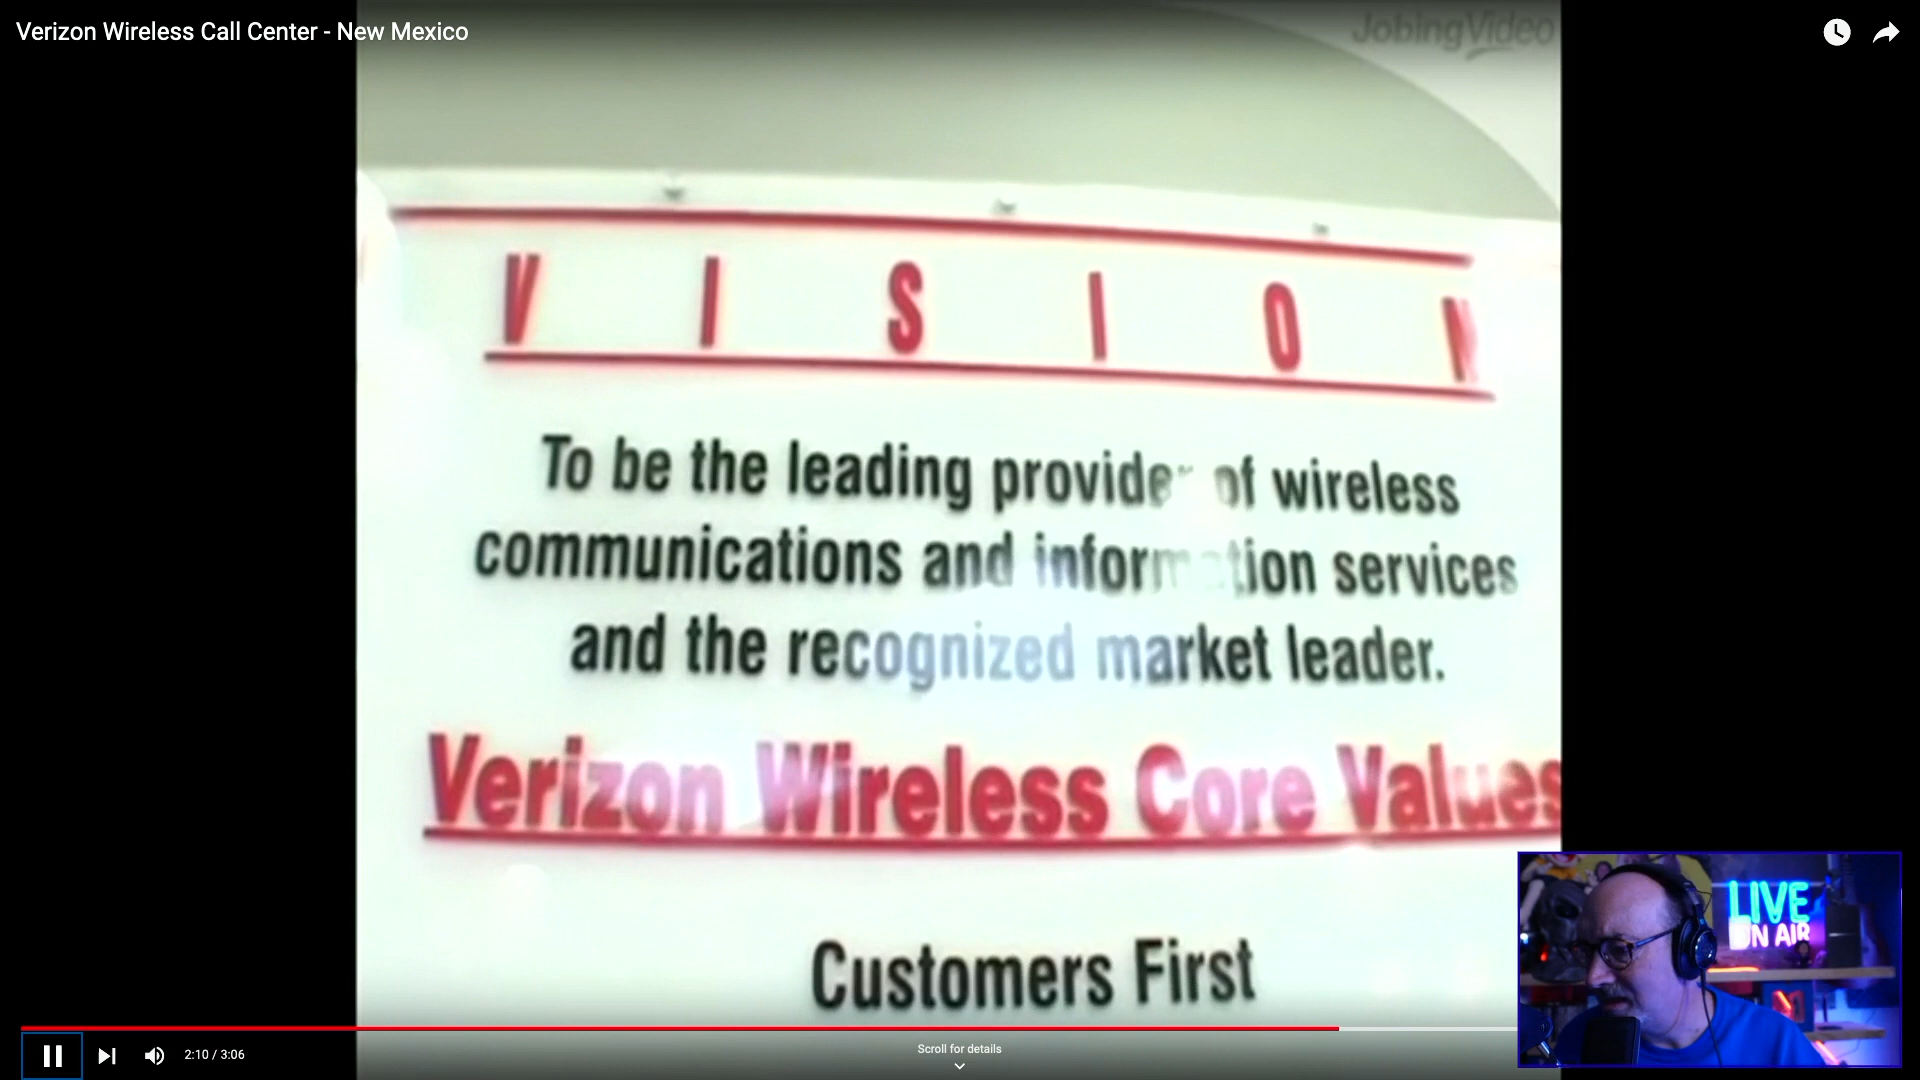 Verizon Wireless Call Center - New Mexico
JobingVideo
VISION
To be the leading provider of wireless
communications and information services
and the recognized market leader.
Verizon Wireless Core Values
Customers First
LIVE
ON AIR
2:10 / 3:06
Scroll for details